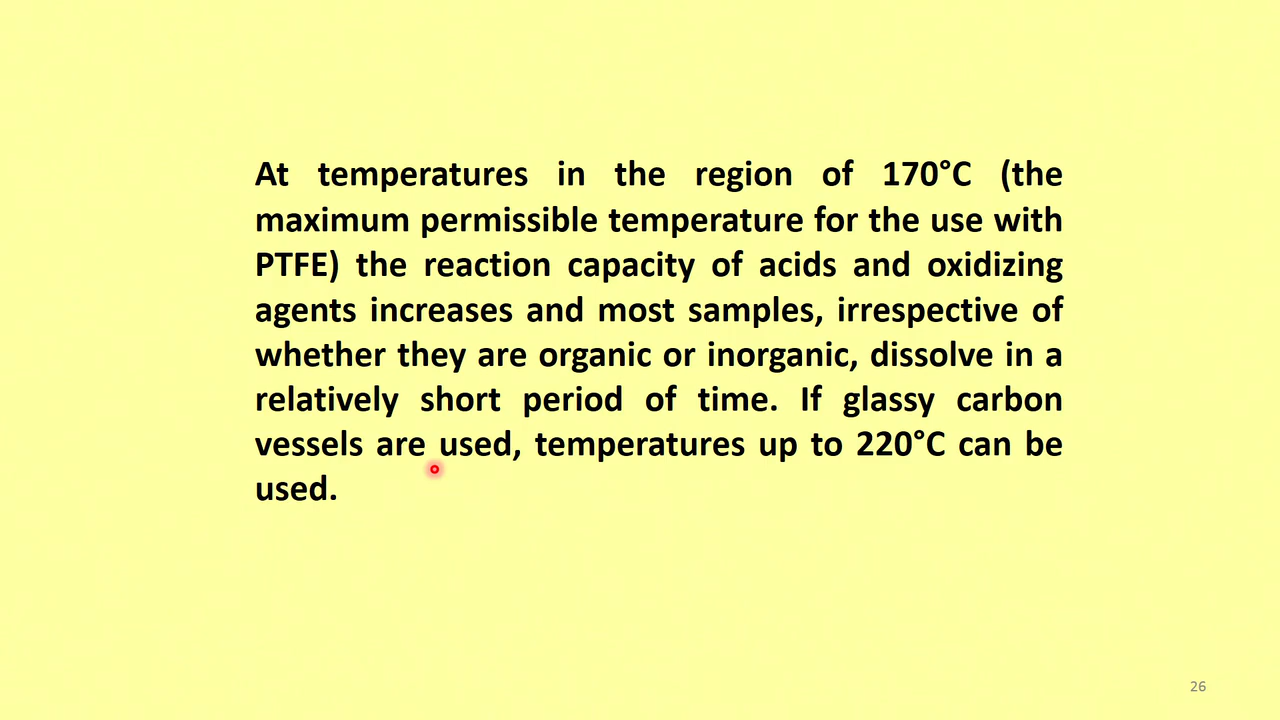 At temperatures in the region of 170°C (the
maximum permissible temperature for the use with
PTFE) the reaction capacity of acids and oxidizing
agents increases and most samples, irrespective of
whether they are organic or inorganic, dissolve in a
relatively short period of time. If glassy carbon
vessels are used, temperatures up to 220°C can be
used.
26